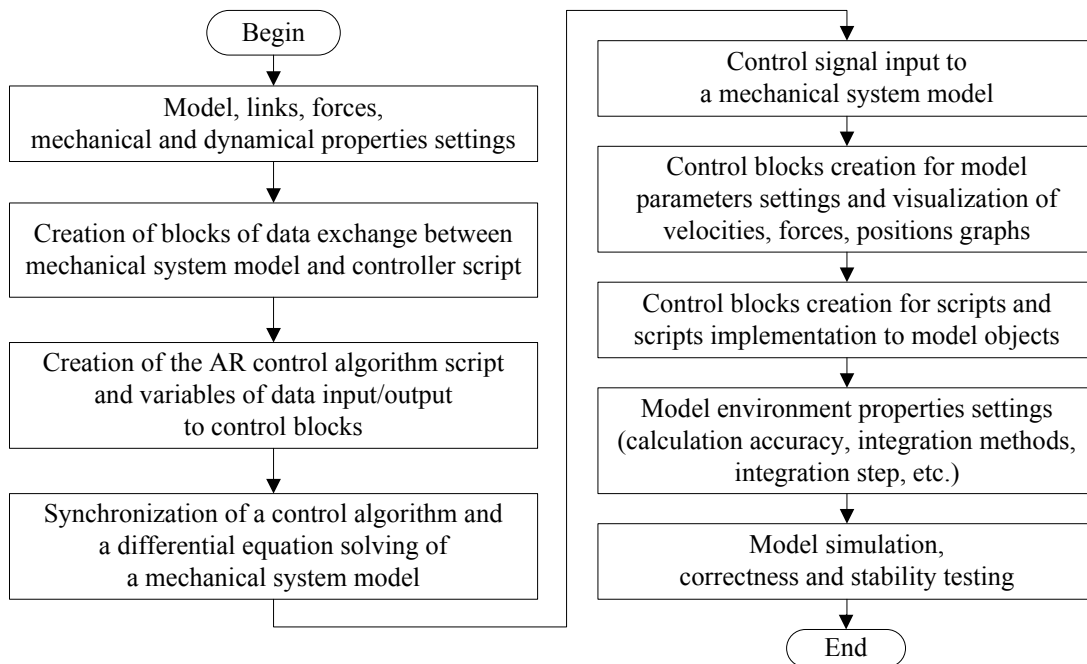 Begin
Model, links, forces,
mechanical and dynamical properties settings
Creation of blocks of data exchange between
mechanical system model and controller script
Creation of the AR control algorithm script
and variables of data input/output
to control blocks
Synchronization of a control algorithm and
a differential equation solving of
a mechanical system model
Control signal input to
a mechanical system model
Control blocks creation for model
parameters settings and visualization of
velocities, forces, positions graphs
Control blocks creation for scripts and
scripts implementation to model objects
Model environment properties settings
(calculation accuracy, integration methods,
integration step, etc.)
Model simulation,
correctness and stability testing
End